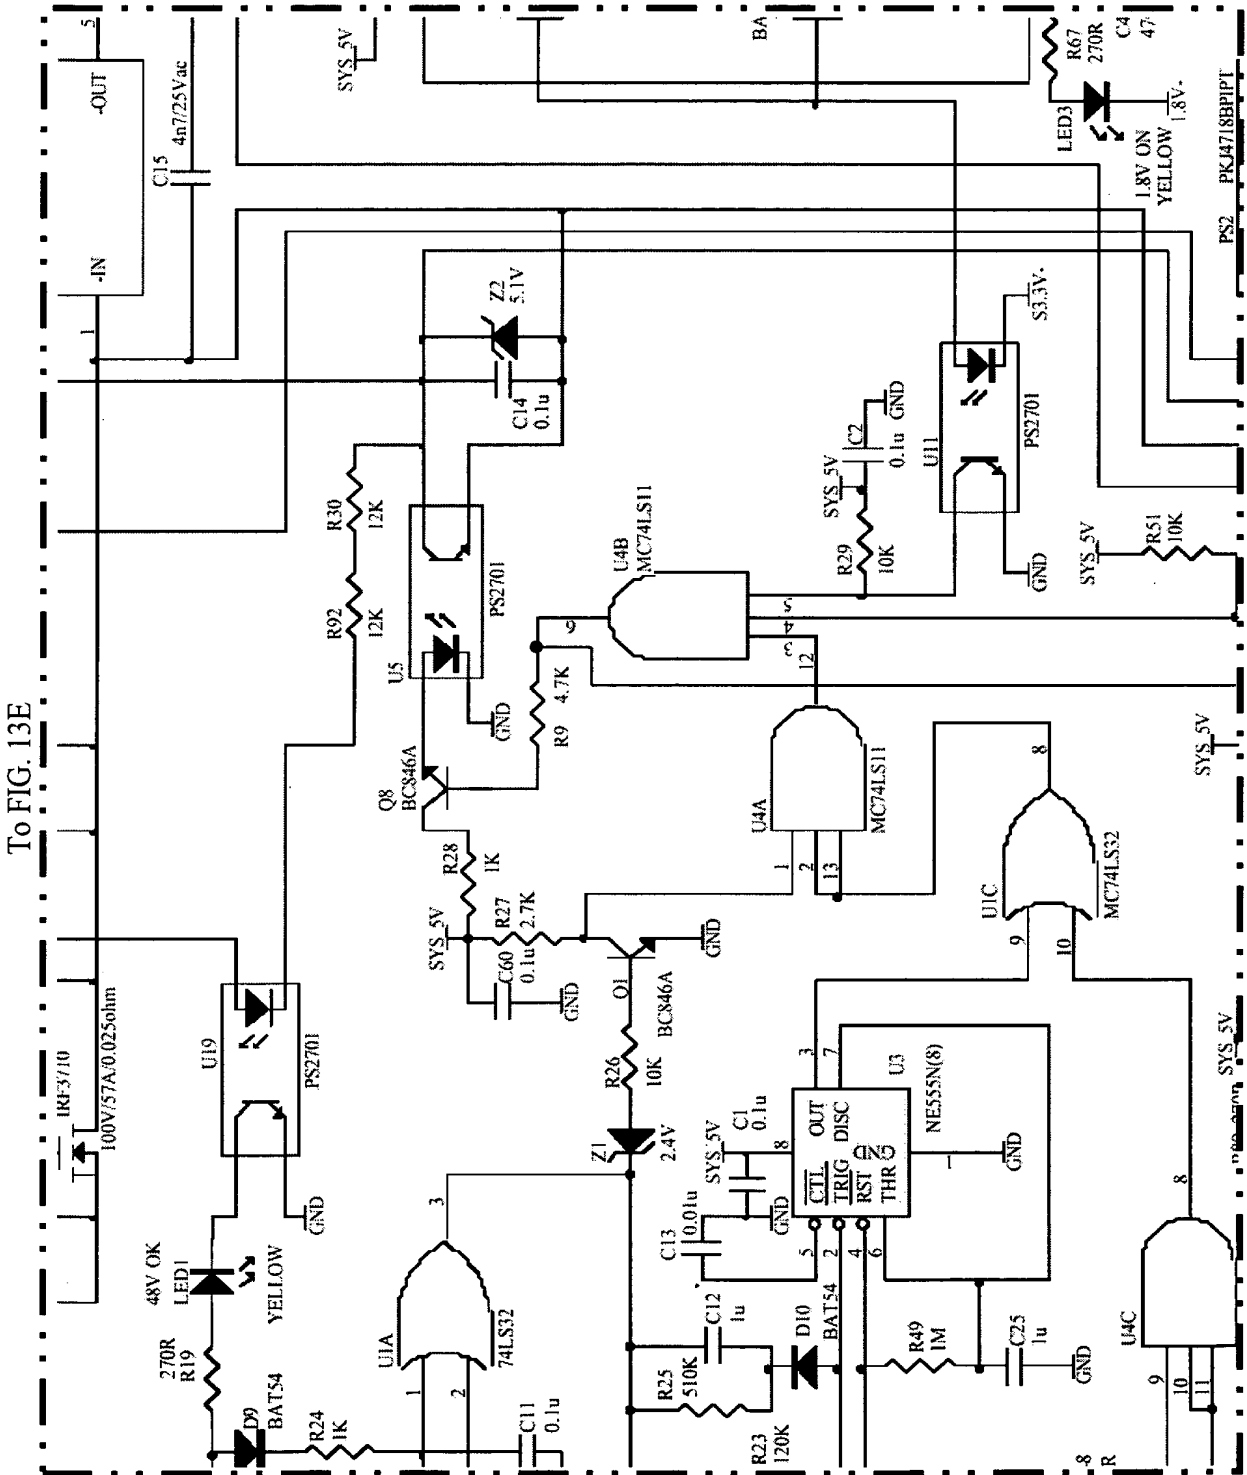 To FIG. 13E
5
-OUT
-IN
1
C15
4n7/25Vac
SYS_5V
BA
R67
270R
C4
47
LED3
1.8V ON
YELLOW
1.8V-
PS2
PKJ4718BPIPT
Z2
5.1V
C14
0.1u
S3.3V-
U11
PS2701
GND
C2
0.1u
GND
SYS_5V
R29
10K
SYS_5V
R51
10K
R30
12K
R92
12K
U5
PS2701
GND
U4B
MC74LS11
6
5
4
3
12
R9
4.7K
Q8
BC846A
R28
1K
SYS_5V
R27
2.7K
C60
0.1u
GND
Q1
BC846A
GND
U4A
MC74LS11
1
2
13
SYS_5V
8
U1C
MC74LS32
9
10
IRF3710
100V/57A/0.025ohm
U19
PS2701
GND
48V OK
LED1
YELLOW
270R
R19
D9
BAT54
R24
1K
U1A
74LS32
1
2
3
C11
0.1u
R26
10K
Z1
2.4V
SYS_5V
C1
0.1u
GND
C13
0.01u
U3
NE555N(8)
OUT
DISC
CTL
TRIG
RST
THR
GND
3
7
8
1
5
2
4
6
GND
C12
1u
R25
510K
D10
BAT54
R23
120K
R49
1M
C25
1u
GND
U4C
8
9
10
11
SYS_5V
-8
R